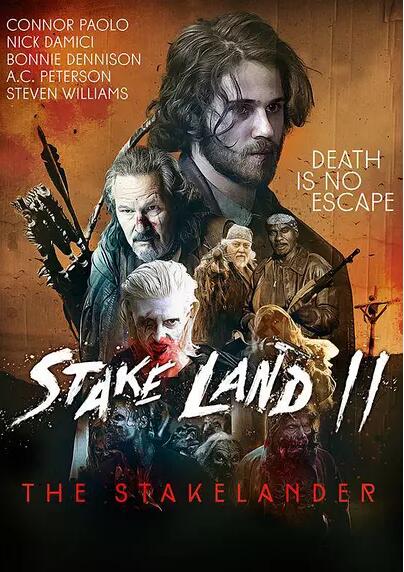 CONNOR PAOLO
NICK DAMICI
BONNIE DENNISON
A.C. PETERSON
STEVEN WILLIAMS
DEATH
IS NO
ESCAPE
STAKE LAND II
THE STAKELANDER